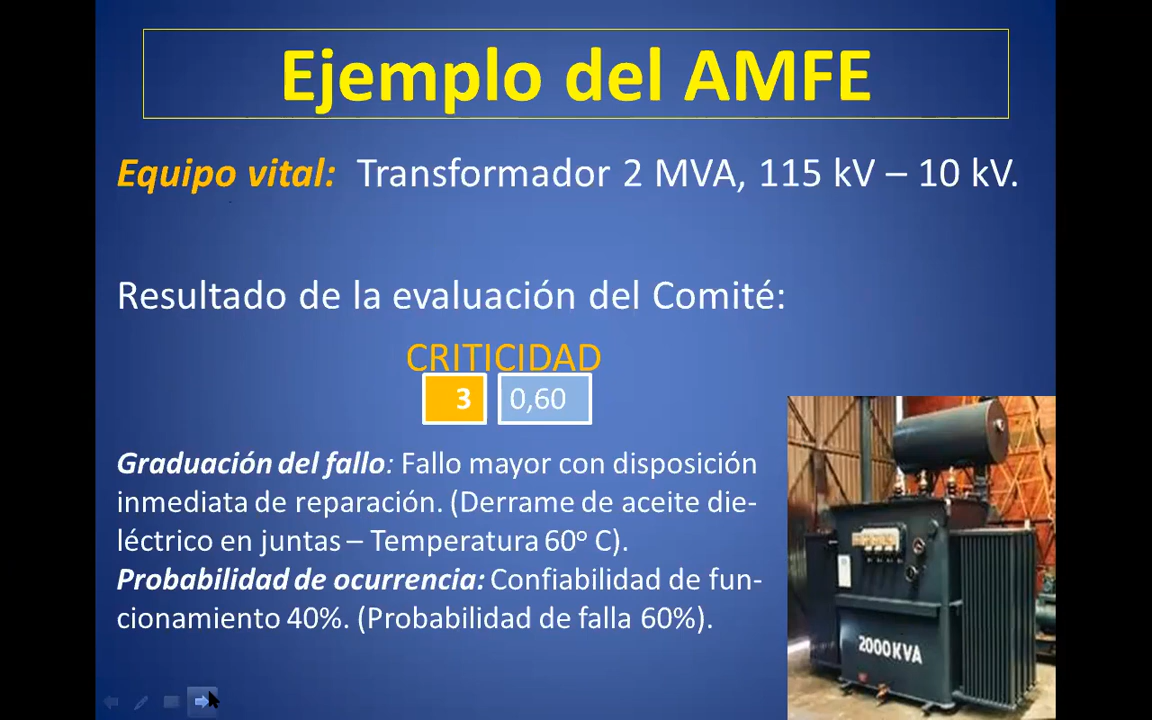 Ejemplo del AMFE
Equipo vital: Transformador 2 MVA, 115 kV – 10 kV.
Resultado de la evaluación del Comité:
CRITICIDAD
3 0,60
Graduación del fallo: Fallo mayor con disposición
inmediata de reparación. (Derrame de aceite die-
léctrico en juntas – Temperatura 60º C).
Probabilidad de ocurrencia: Confiabilidad de fun-
cionamiento 40%. (Probabilidad de falla 60%).
2000KVA